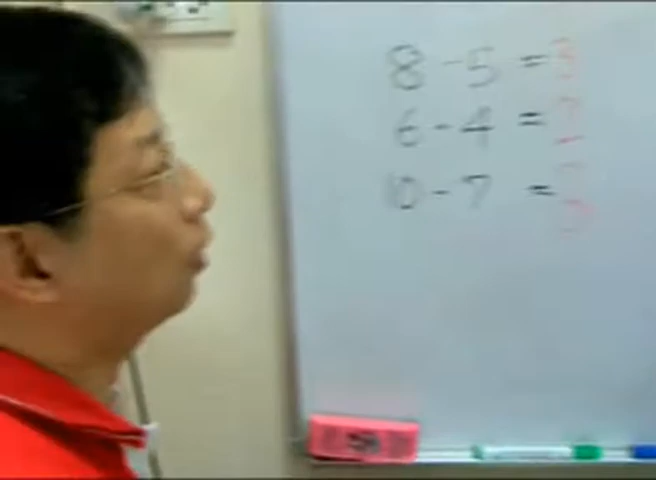 8 - 5 = 3
6 - 4 = 2
10 - 7 = 3